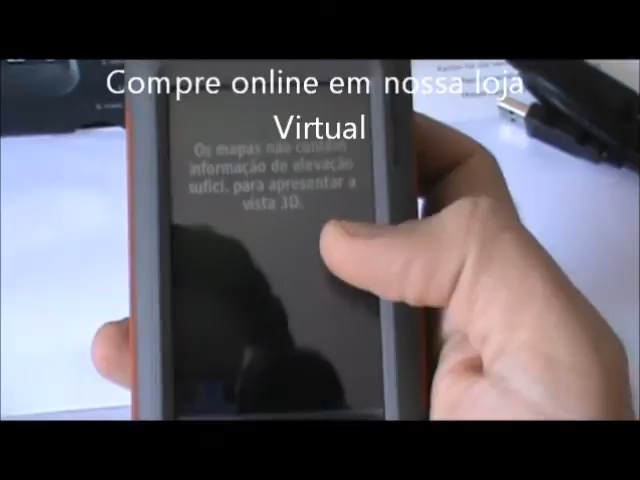 Compre online em nossa loja
Virtual
Os mapas não contêm
informação de elevação
sufici. para apresentar a
vista 3D.